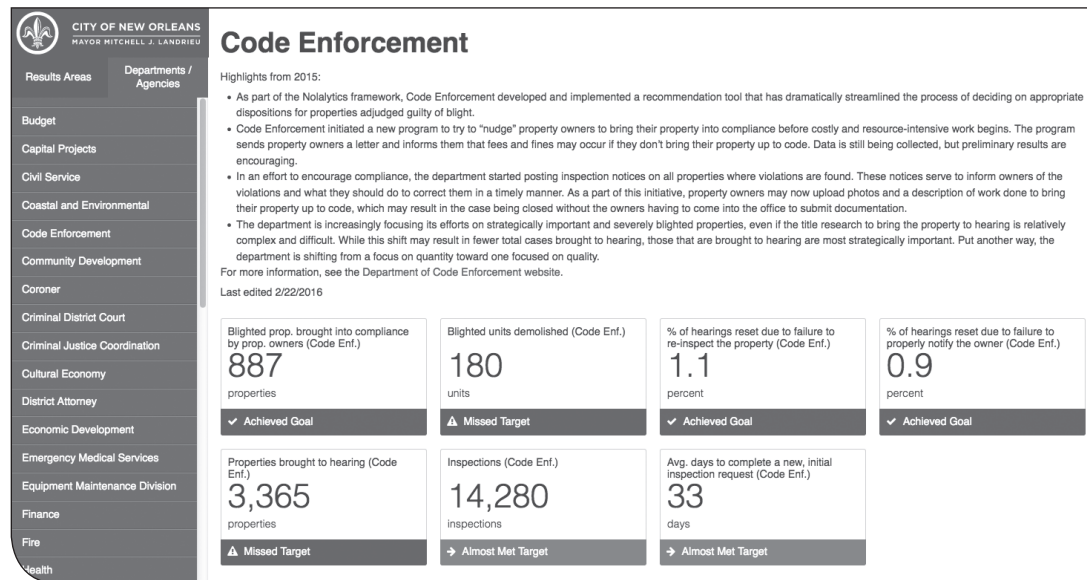 CITY OF NEW ORLEANS
MAYOR MITCHELL J. LANDRIEU
Results Areas
Departments /
Agencies
Budget
Capital Projects
Civil Service
Coastal and Environmental
Code Enforcement
Community Development
Coroner
Criminal District Court
Criminal Justice Coordination
Cultural Economy
District Attorney
Economic Development
Emergency Medical Services
Equipment Maintenance Division
Finance
Fire
Health
Code Enforcement
Highlights from 2015:
• As part of the Nolalytics framework, Code Enforcement developed and implemented a recommendation tool that has dramatically streamlined the process of deciding on appropriate
dispositions for properties adjudged guilty of blight.
• Code Enforcement initiated a new program to try to “nudge” property owners to bring their property into compliance before costly and resource-intensive work begins. The program
sends property owners a letter and informs them that fees and fines may occur if they don’t bring their property up to code. Data is still being collected, but preliminary results are
encouraging.
• In an effort to encourage compliance, the department started posting inspection notices on all properties where violations are found. These notices serve to inform owners of the
violations and what they should do to correct them in a timely manner. As a part of this initiative, property owners may now upload photos and a description of work done to bring
their property up to code, which may result in the case being closed without the owners having to come into the office to submit documentation.
• The department is increasingly focusing its efforts on strategically important and severely blighted properties, even if the title research to bring the property to hearing is relatively
complex and difficult. While this shift may result in fewer total cases brought to hearing, those that are brought to hearing are most strategically important. Put another way, the
department is shifting from a focus on quantity toward one focused on quality.
For more information, see the Department of Code Enforcement website.
Last edited 2/22/2016
Blighted prop. brought into compliance
by prop. owners (Code Enf.)
887
properties
✓ Achieved Goal
Blighted units demolished (Code Enf.)
180
units
Missed Target
% of hearings reset due to failure to
re-inspect the property (Code Enf.)
1.1
percent
✓ Achieved Goal
% of hearings reset due to failure to
properly notify the owner (Code Enf.)
0.9
percent
✓ Achieved Goal
Properties brought to hearing (Code
Enf.)
3,365
properties
Missed Target
Inspections (Code Enf.)
14,280
inspections
→ Almost Met Target
Avg. days to complete a new, initial
inspection request (Code Enf.)
33
days
→ Almost Met Target